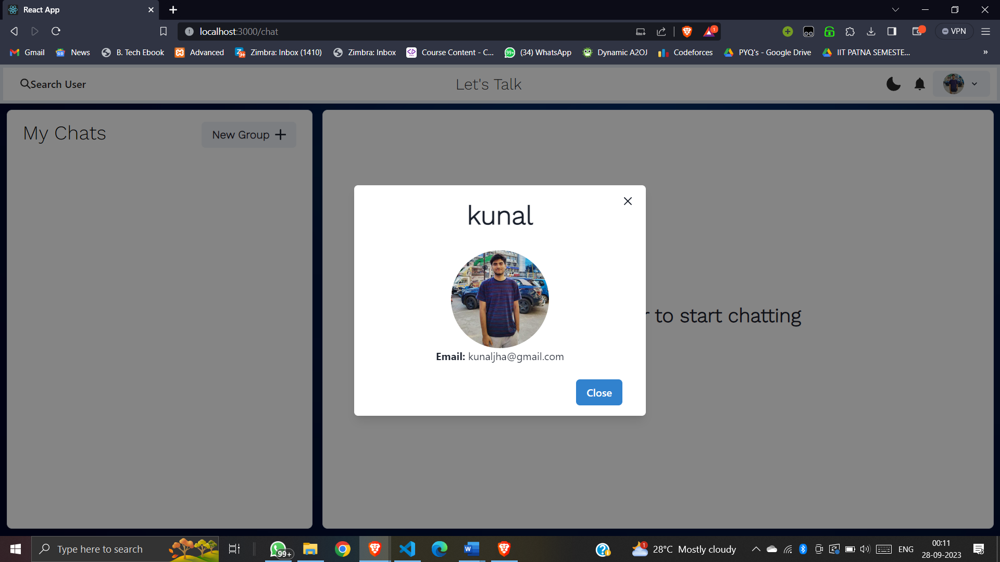 React App
localhost:3000/chat
1
VPN
Gmail
News
B. Tech Ebook
Advanced
Zimbra: Inbox (1410)
Zimbra: Inbox
Course Content - C...
(34) WhatsApp
Dynamic A2OJ
Codeforces
PYQ's - Google Drive
IIT PATNA SEMESTE...
»
Search User
Let's Talk
My Chats
New Group
kunal
r to start chatting
Email: kunaljha@gmail.com
Close
Type here to search
99+
1
28°C Mostly cloudy
ENG
00:11
28-09-2023